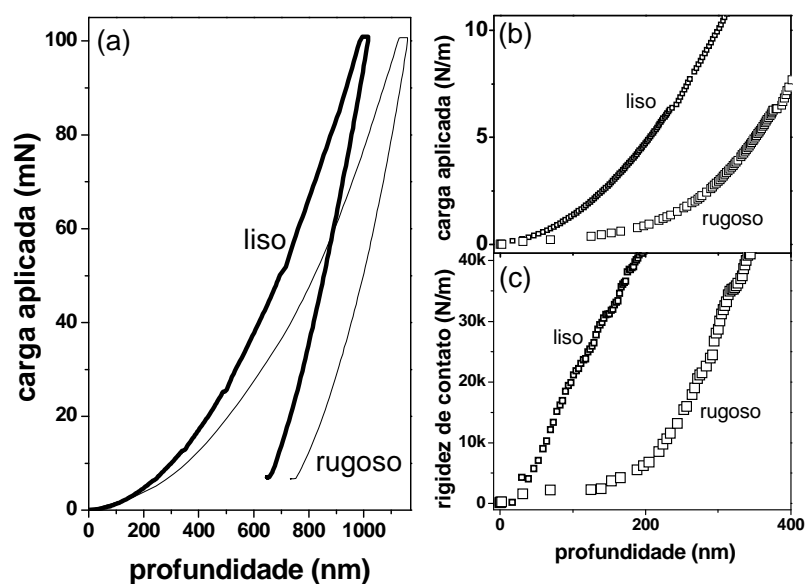 (a)
carga aplicada (mN)
100
80
60
40
20
0
liso
rugoso
0 200 400 600 800 1000
profundidade (nm)
(b)
carga aplicada (N/m)
10
5
0
liso
rugoso
(c)
rigidez de contato (N/m)
40k
30k
20k
10k
0
liso
rugoso
0 200 400
profundidade (nm)